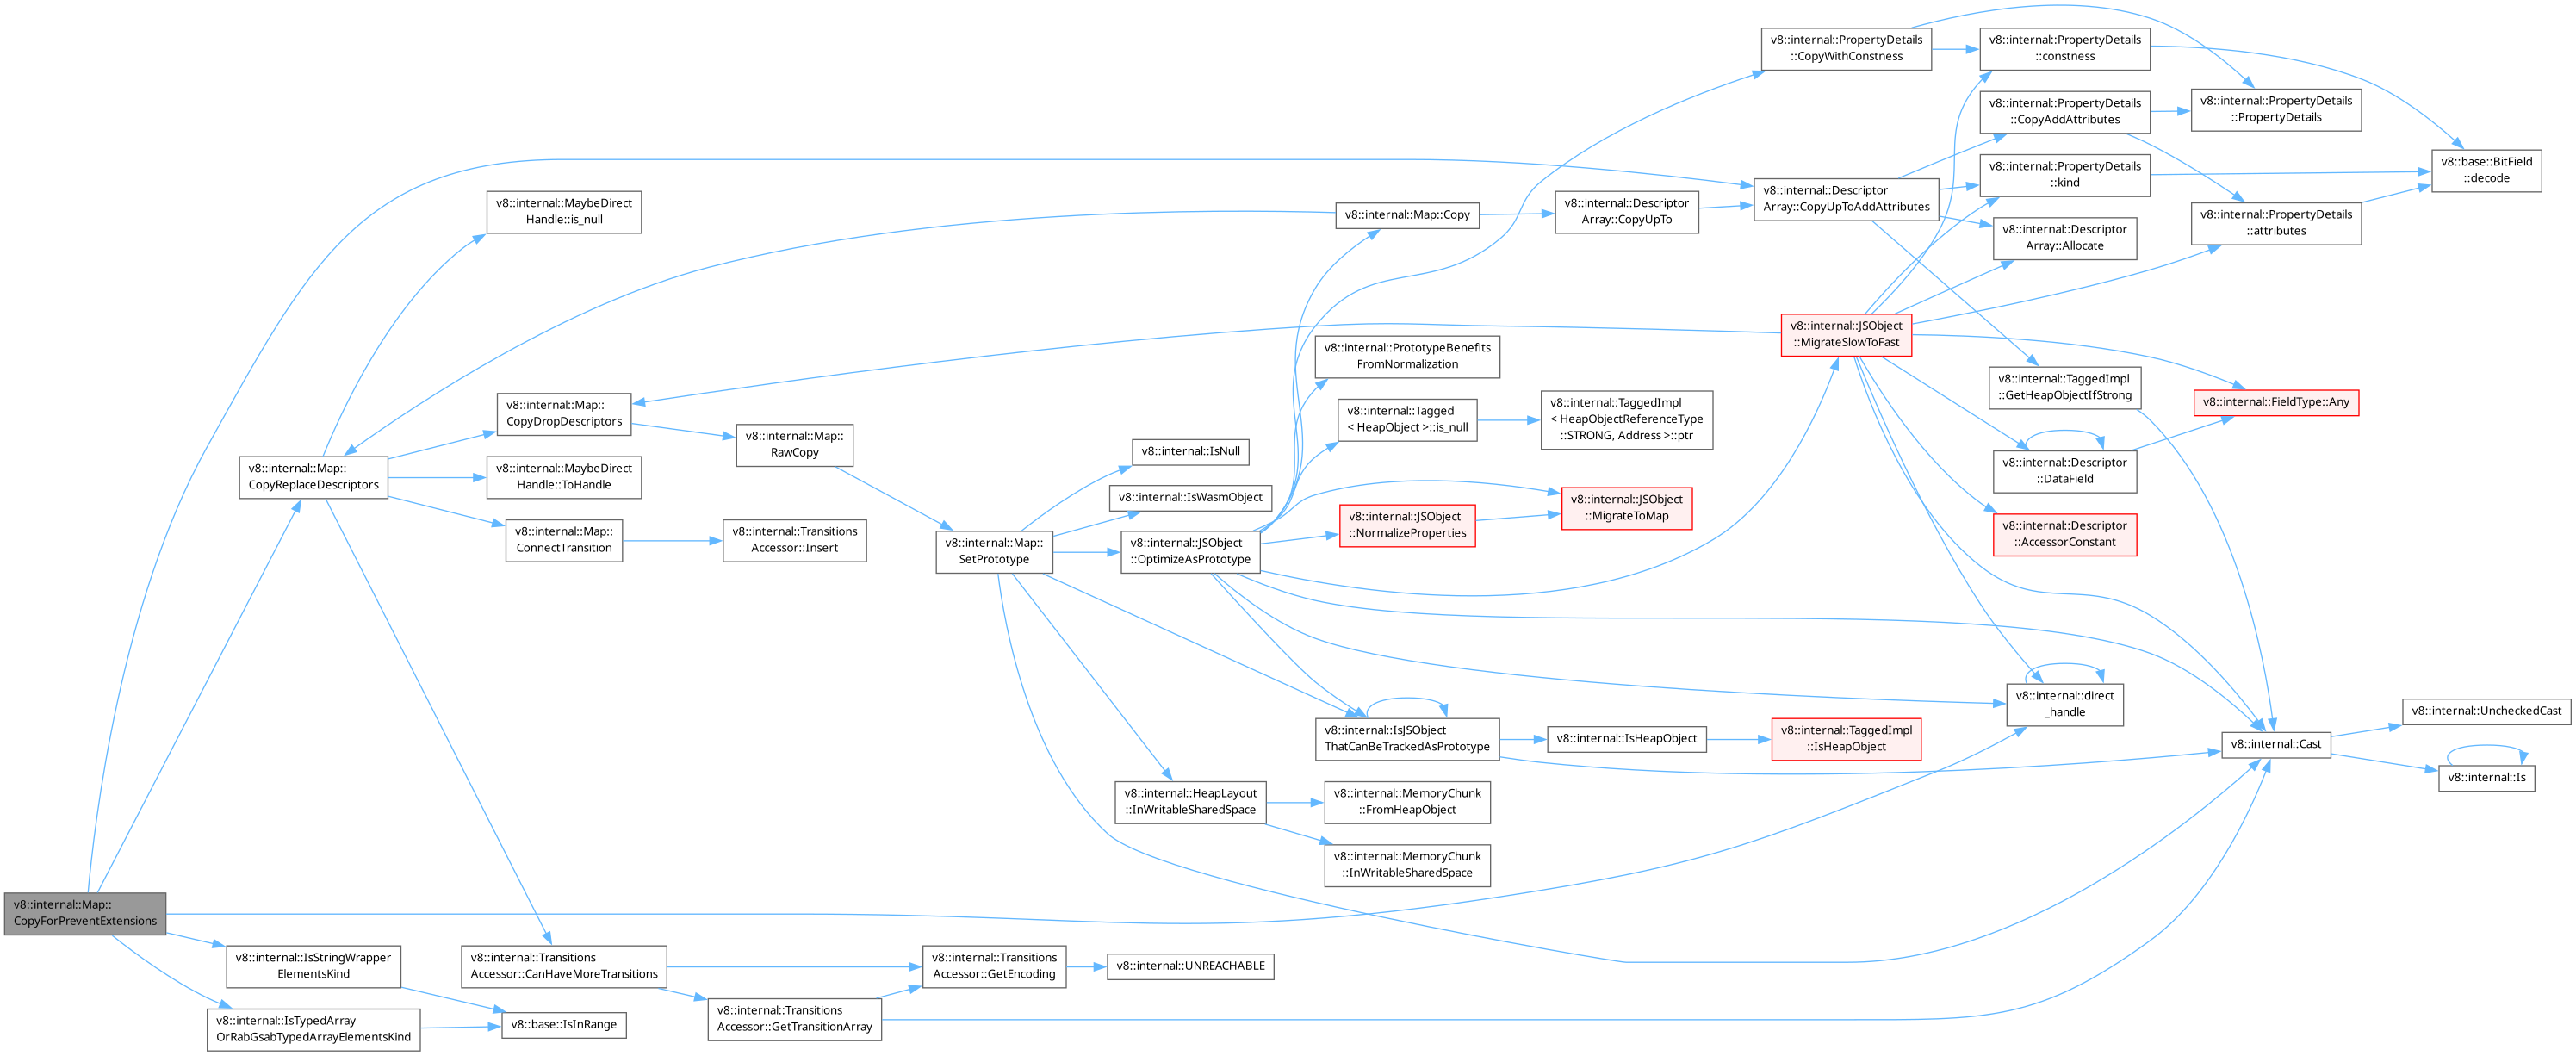 v8::internal::Map::
CopyForPreventExtensions
v8::internal::Map::
CopyReplaceDescriptors
v8::internal::IsStringWrapper
ElementsKind
v8::internal::IsTypedArray
OrRabGsabTypedArrayElementsKind
v8::internal::MaybeDirect
Handle::is_null
v8::internal::Map::
CopyDropDescriptors
v8::internal::MaybeDirect
Handle::ToHandle
v8::internal::Map::
ConnectTransition
v8::internal::Transitions
Accessor::CanHaveMoreTransitions
v8::base::IsInRange
v8::internal::Map::
RawCopy
v8::internal::Transitions
Accessor::Insert
v8::internal::Transitions
Accessor::GetTransitionArray
v8::internal::Map::
SetPrototype
v8::internal::Transitions
Accessor::GetEncoding
v8::internal::IsNull
v8::internal::IsWasmObject
v8::internal::JSObject
::OptimizeAsPrototype
v8::internal::HeapLayout
::InWritableSharedSpace
v8::internal::UNREACHABLE
v8::internal::Map::Copy
v8::internal::PrototypeBenefits
FromNormalization
v8::internal::Tagged
< HeapObject >::is_null
v8::internal::JSObject
::NormalizeProperties
v8::internal::IsJSObject
ThatCanBeTrackedAsPrototype
v8::internal::MemoryChunk
::FromHeapObject
v8::internal::MemoryChunk
::InWritableSharedSpace
v8::internal::Descriptor
Array::CopyUpTo
v8::internal::TaggedImpl
< HeapObjectReferenceType
::STRONG, Address >::ptr
v8::internal::JSObject
::MigrateToMap
v8::internal::IsHeapObject
v8::internal::PropertyDetails
::CopyWithConstness
v8::internal::Descriptor
Array::CopyUpToAddAttributes
v8::internal::JSObject
::MigrateSlowToFast
v8::internal::TaggedImpl
::IsHeapObject
v8::internal::PropertyDetails
::constness
v8::internal::PropertyDetails
::CopyAddAttributes
v8::internal::PropertyDetails
::kind
v8::internal::Descriptor
Array::Allocate
v8::internal::TaggedImpl
::GetHeapObjectIfStrong
v8::internal::Descriptor
::DataField
v8::internal::Descriptor
::AccessorConstant
v8::internal::direct
_handle
v8::internal::PropertyDetails
::PropertyDetails
v8::internal::PropertyDetails
::attributes
v8::internal::FieldType::Any
v8::internal::Cast
v8::base::BitField
::decode
v8::internal::UncheckedCast
v8::internal::Is